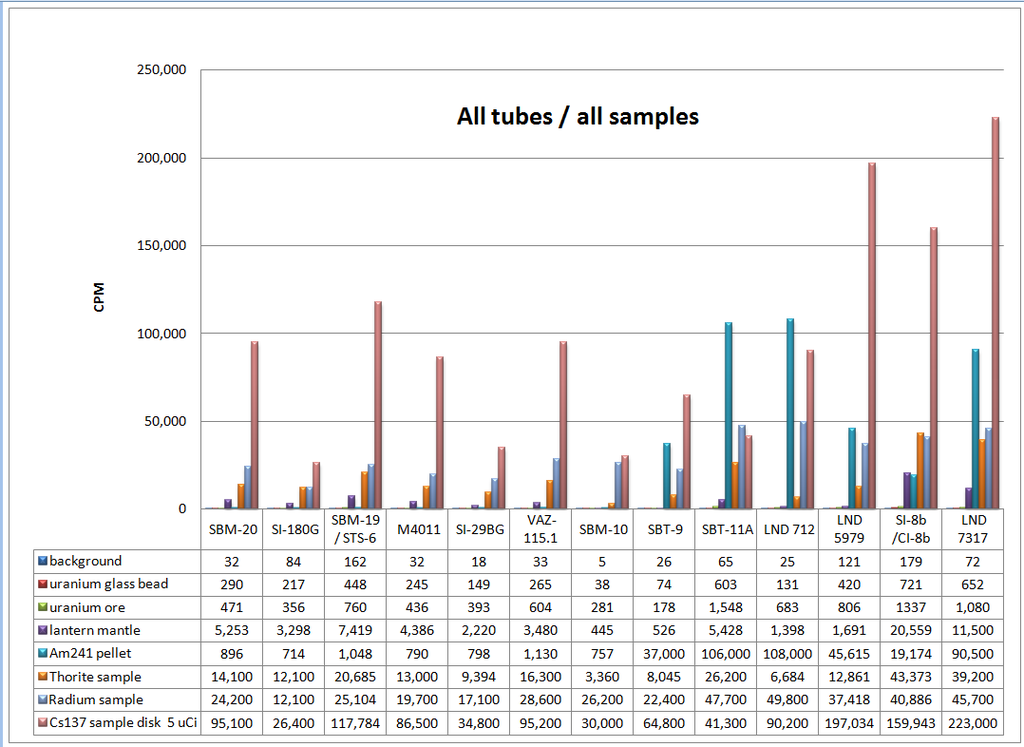 All tubes / all samples
CPM
250,000
200,000
150,000
100,000
50,000
0
SBM-20 SI-180G SBM-19 / STS-6 M4011 SI-29BG VAZ-115.1 SBM-10 SBT-9 SBT-11A LND 712 LND 5979 SI-8b /CI-8b LND 7317
background 32 84 162 32 18 33 5 26 65 25 121 179 72
uranium glass bead 290 217 448 245 149 265 38 74 603 131 420 721 652
uranium ore 471 356 760 436 393 604 281 178 1,548 683 806 1337 1,080
lantern mantle 5,253 3,298 7,419 4,386 2,220 3,480 445 526 5,428 1,398 1,691 20,559 11,500
Am241 pellet 896 714 1,048 790 798 1,130 757 37,000 106,000 108,000 45,615 19,174 90,500
Thorite sample 14,100 12,100 20,685 13,000 9,394 16,300 3,360 8,045 26,200 6,684 12,861 43,373 39,200
Radium sample 24,200 12,100 25,104 19,700 17,100 28,600 26,200 22,400 47,700 49,800 37,418 40,886 45,700
Cs137 sample disk 5 uCi 95,100 26,400 117,784 86,500 34,800 95,200 30,000 64,800 41,300 90,200 197,034 159,943 223,000